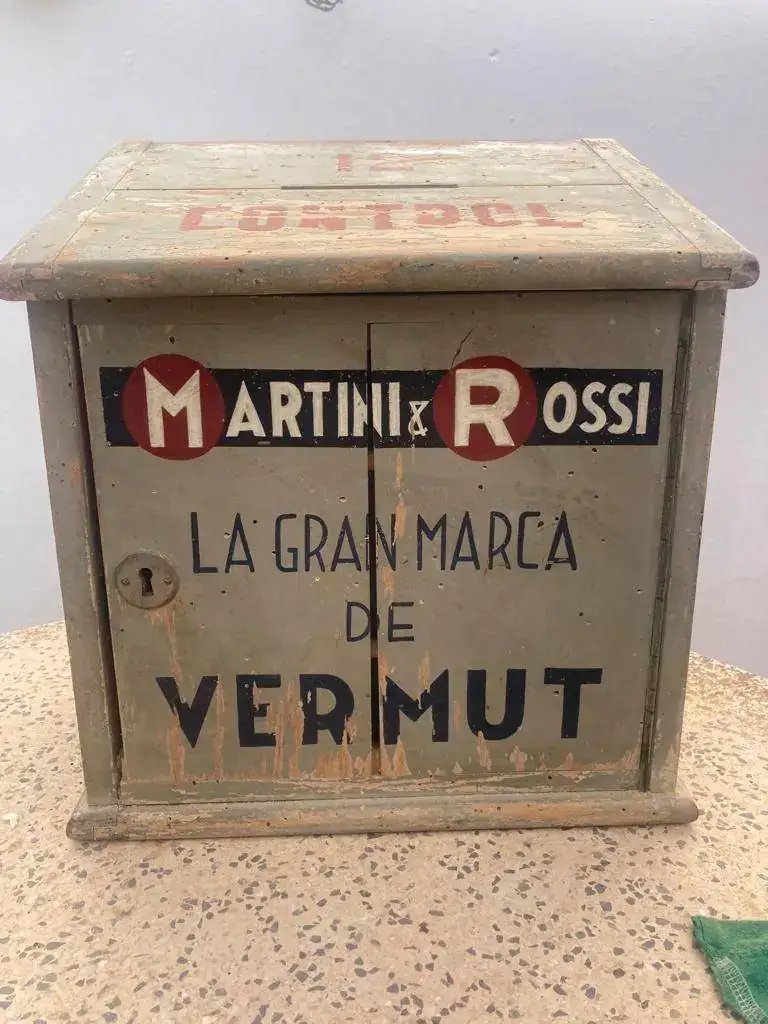 CONTROL
MARTINI & ROSSI
LA GRAN MARCA
DE
VERMUT